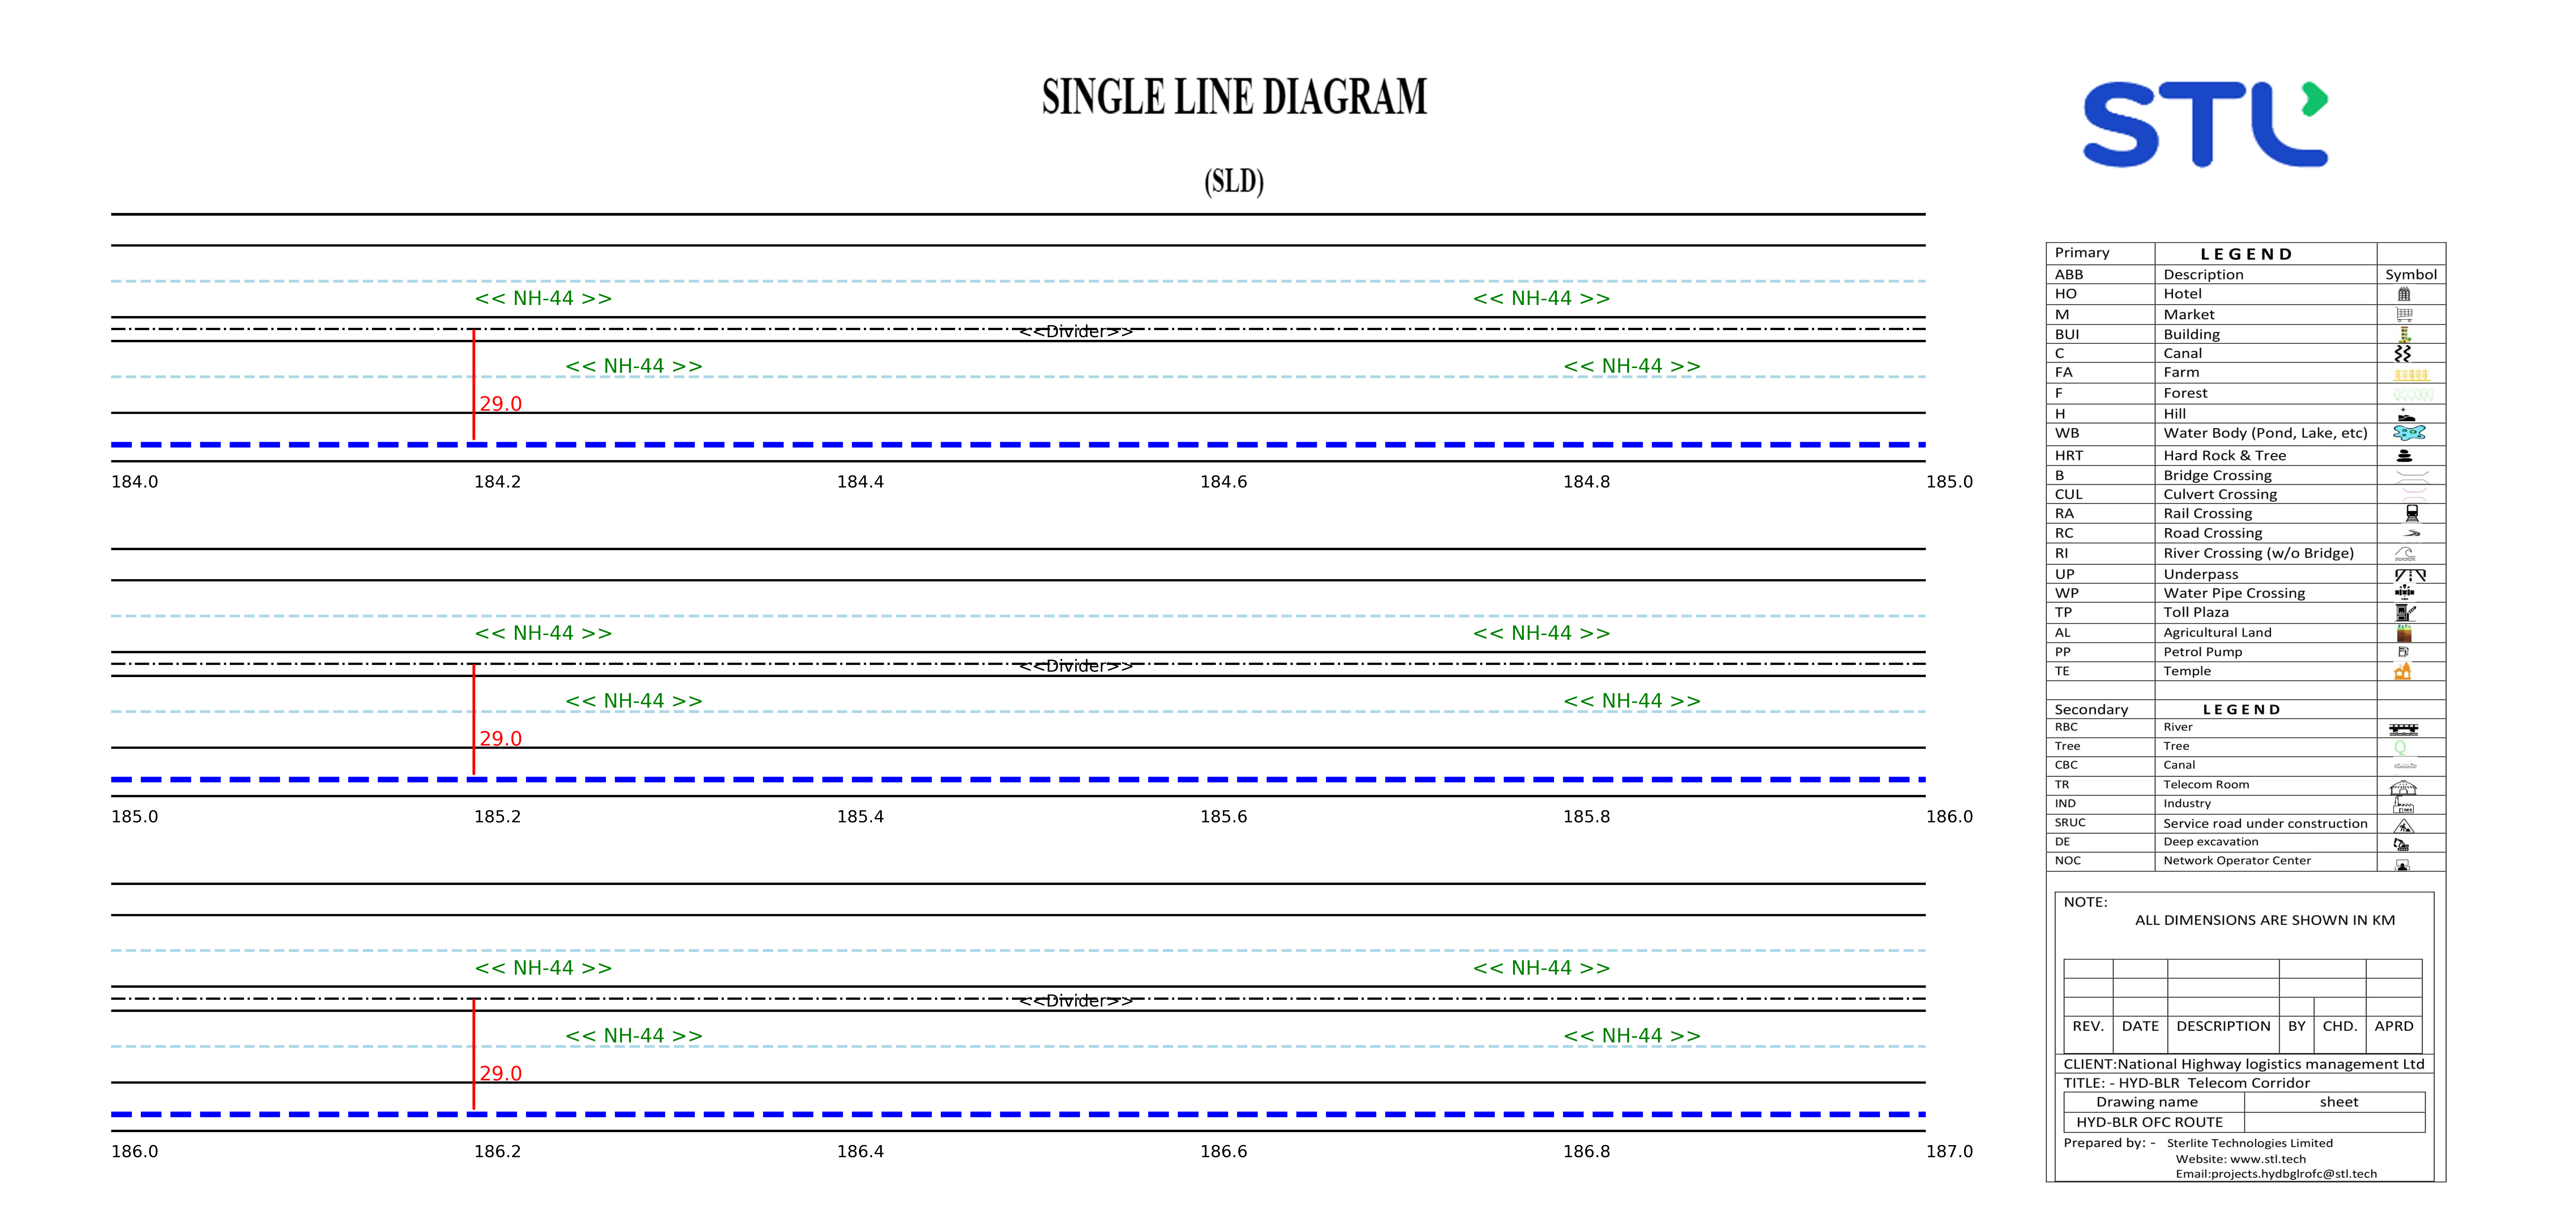 SINGLE LINE DIAGRAM
(SLD)
STL
<< NH-44 >> << NH-44 >>
<<Divider>>
<< NH-44 >> << NH-44 >>
29.0
184.0 184.2 184.4 184.6 184.8 185.0
<< NH-44 >> << NH-44 >>
<<Divider>>
<< NH-44 >> << NH-44 >>
29.0
185.0 185.2 185.4 185.6 185.8 186.0
<< NH-44 >> << NH-44 >>
<<Divider>>
<< NH-44 >> << NH-44 >>
29.0
186.0 186.2 186.4 186.6 186.8 187.0
Primary LEGEND
ABB Description Symbol
HO Hotel
M Market
BUI Building
C Canal
FA Farm
F Forest
H Hill
WB Water Body (Pond, Lake, etc)
HRT Hard Rock & Tree
B Bridge Crossing
CUL Culvert Crossing
RA Rail Crossing
RC Road Crossing
RI River Crossing (w/o Bridge)
UP Underpass
WP Water Pipe Crossing
TP Toll Plaza
AL Agricultural Land
PP Petrol Pump
TE Temple
Secondary LEGEND
RBC River
Tree Tree
CBC Canal
TR Telecom Room
IND Industry
SRUC Service road under construction
DE Deep excavation
NOC Network Operator Center
NOTE:
ALL DIMENSIONS ARE SHOWN IN KM
REV. DATE DESCRIPTION BY CHD. APRD
CLIENT:National Highway logistics management Ltd
TITLE: - HYD-BLR Telecom Corridor
Drawing name sheet
HYD-BLR OFC ROUTE
Prepared by: - Sterlite Technologies Limited
Website: www.stl.tech
Email:projects.hydbglrofc@stl.tech